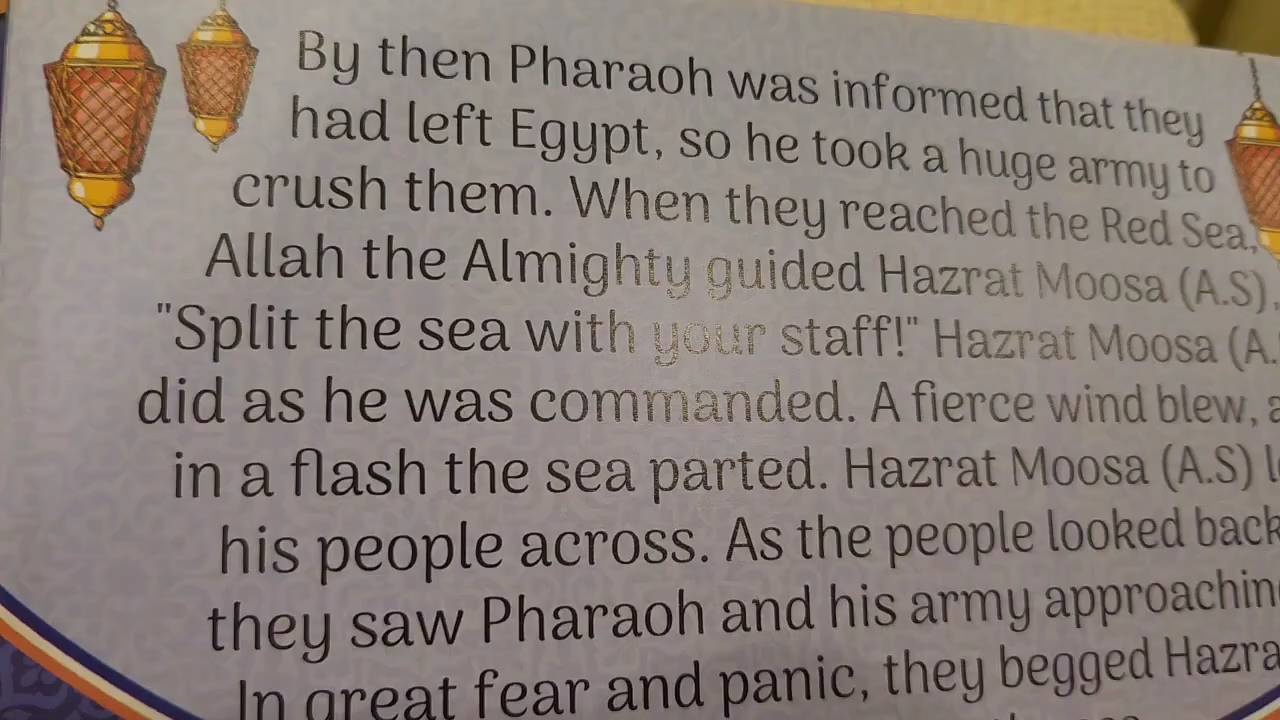 By then Pharaoh was informed that they
had left Egypt, so he took a huge army to
crush them. When they reached the Red Sea,
Allah the Almighty guided Hazrat Moosa (A.S).
"Split the sea with your staff!" Hazrat Moosa (A.
did as he was commanded. A fierce wind blew,
in a flash the sea parted. Hazrat Moosa (A.S)
his people across. As the people looked back
they saw Pharaoh and his army approaching
In great fear and panic, they begged Hazra